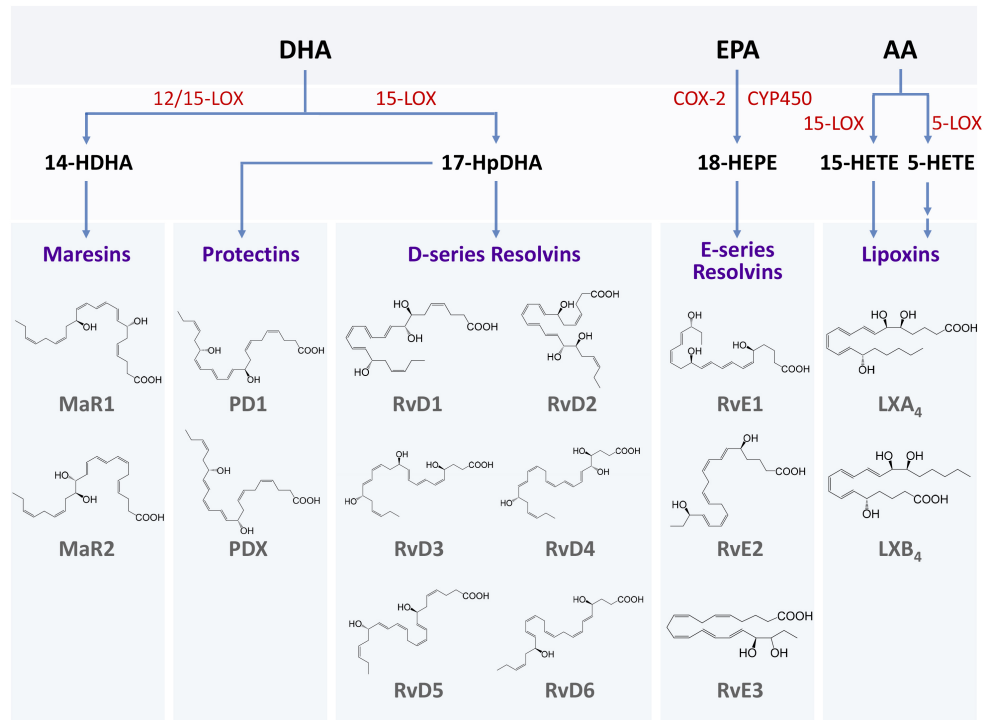 DHA EPA AA
12/15-LOX 15-LOX COX-2 CYP450
15-LOX 5-LOX
14-HDHA 17-HpDHA 18-HEPE 15-HETE 5-HETE
Maresins Protectins D-series Resolvins E-series Resolvins Lipoxins
OH OH COOH
MaR1
OH OH COOH
PD1
HO OH COOH HO
RvD1
COOH OH OH HO
RvD2
OH OH HO COOH
RvE1
HO OH COOH OH
LXA4
HO OH COOH
MaR2
OH COOH OH
PDX
OH HO COOH HO
RvD3
COOH OH HO
RvD4
OH COOH HO
RvE2
HO OH COOH OH
LXB4
COOH HO HO
RvD5
HO COOH OH
RvD6
COOH HO OH
RvE3